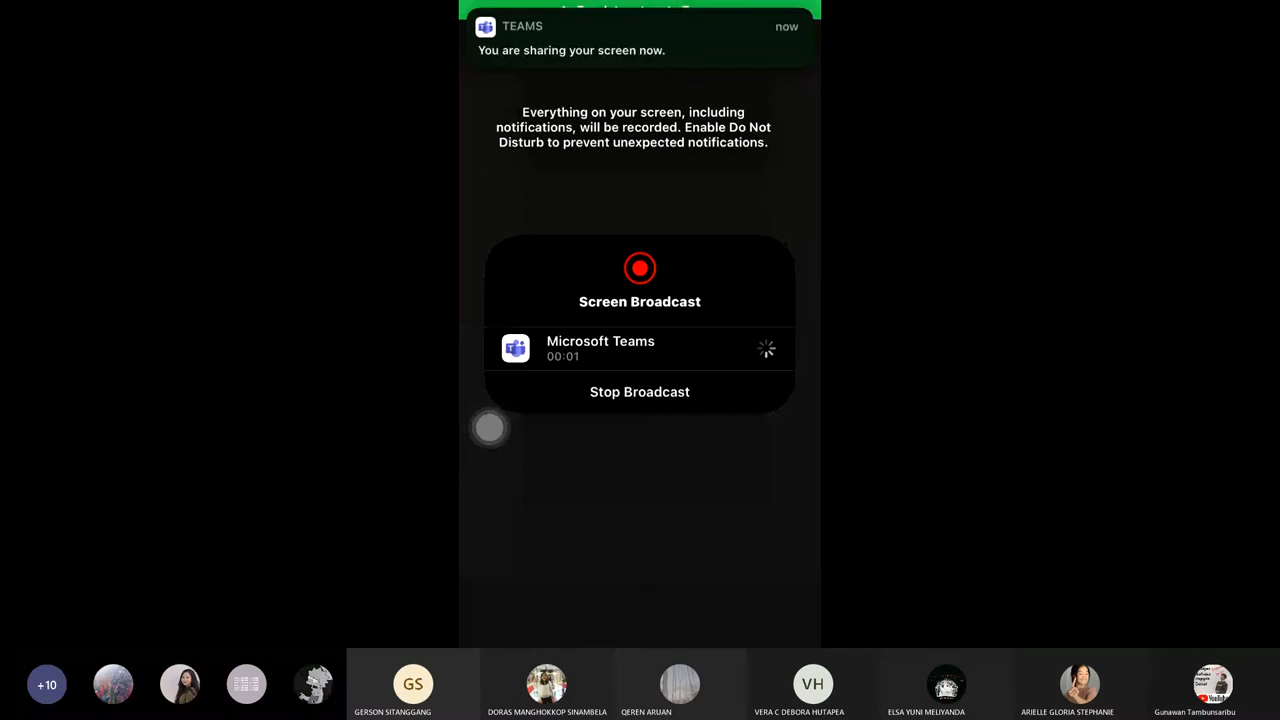 TEAMS
now
You are sharing your screen now.
Everything on your screen, including
notifications, will be recorded. Enable Do Not
Disturb to prevent unexpected notifications.
Screen Broadcast
Microsoft Teams
00:01
Stop Broadcast
+10
GS
VH
GERSON SITANGGANG
DORAS MANGHOKKOP SINAMBELA
QEREN ARUAN
VERA C DEBORA HUTAPEA
ELSA YUNI MELIYANDA
ARIELLE GLORIA STEPHANIE
Gunawan Tambunsaribu